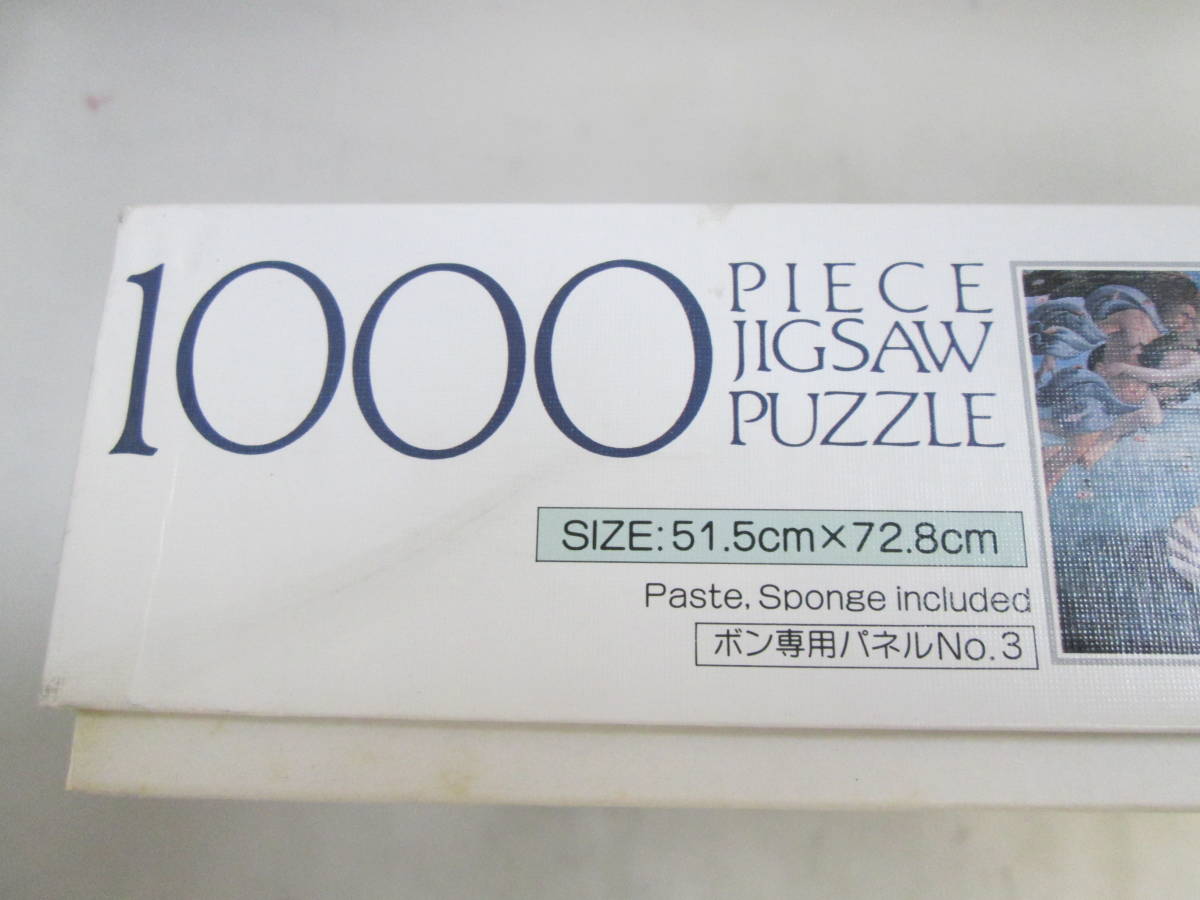 1000
PIECE
JIGSAW
PUZZLE
SIZE:51.5cm×72.8cm
Paste, Sponge included
ボン専用パネルNo.3